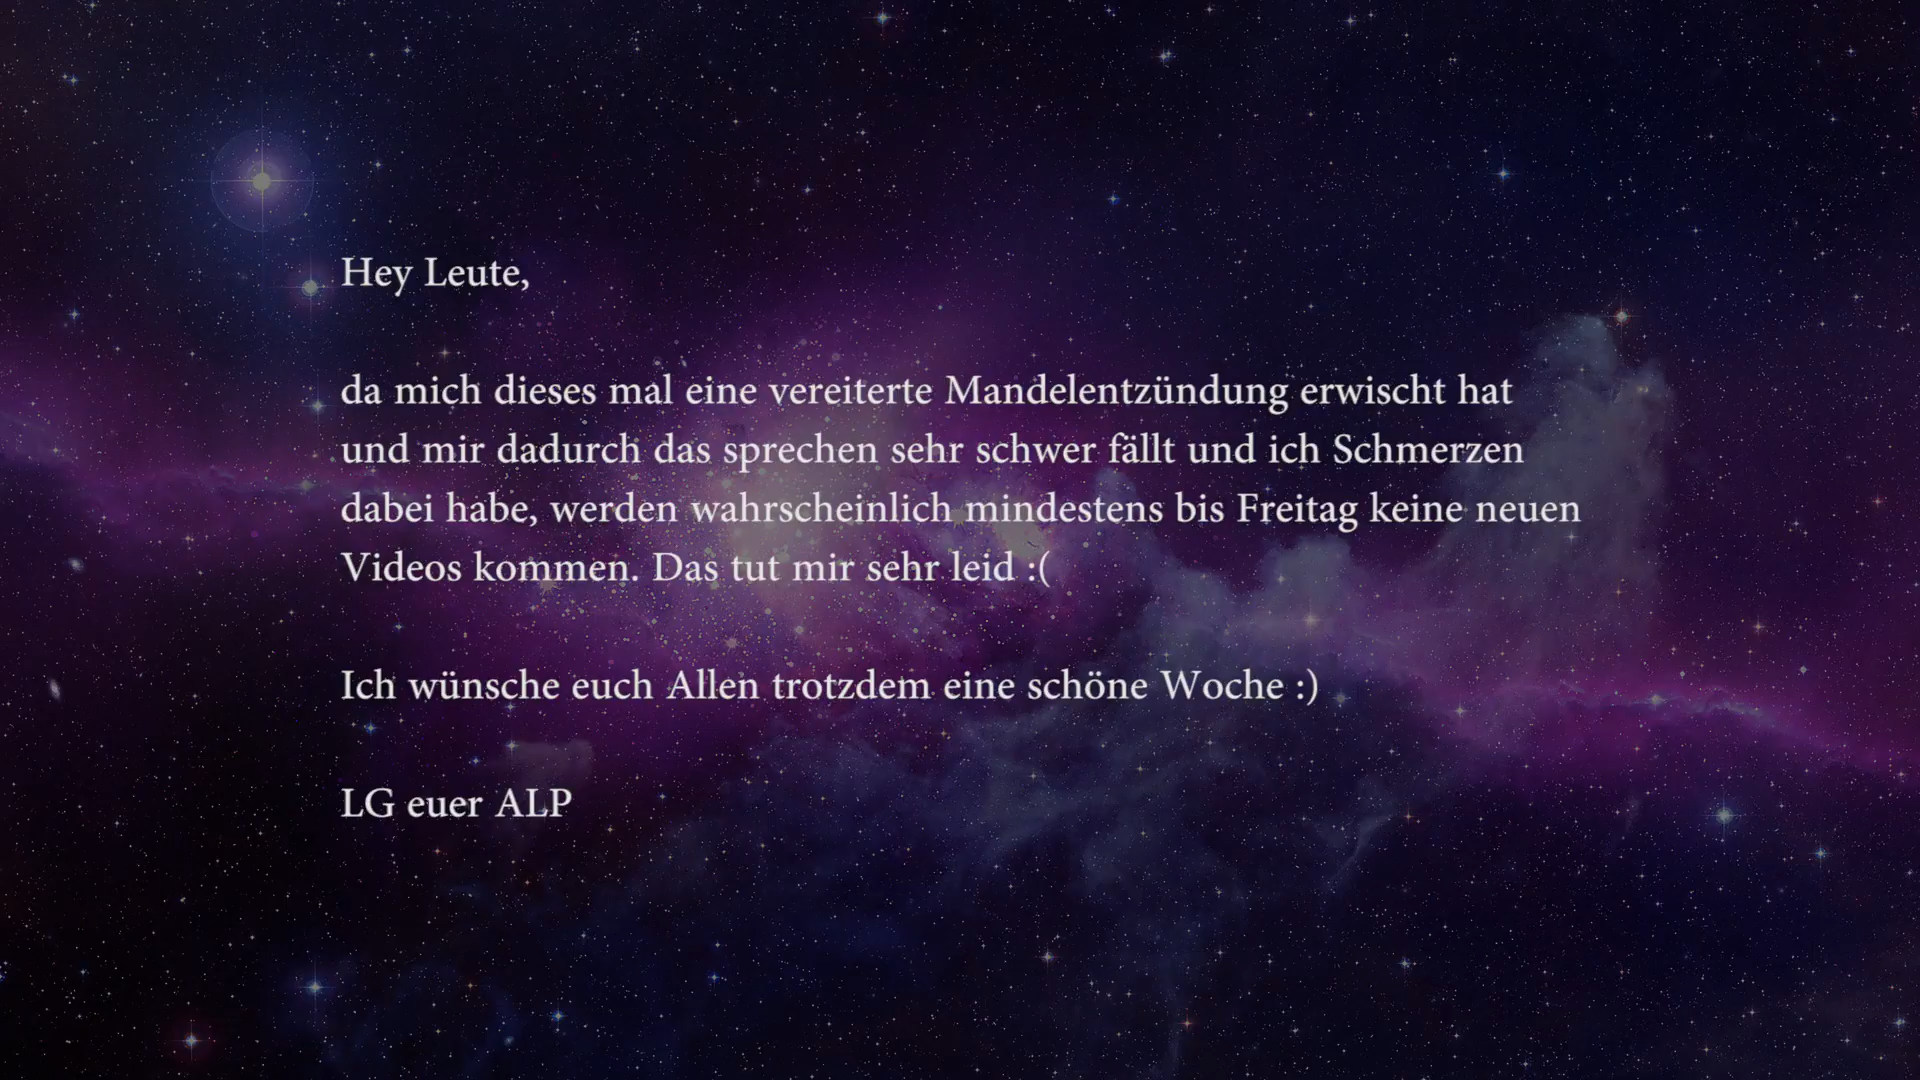 Hey Leute,
da mich dieses mal eine vereiterte Mandelentzündung erwischt hat
und mir dadurch das sprechen sehr schwer fällt und ich Schmerzen
dabei habe, werden wahrscheinlich mindestens bis Freitag keine neuen
Videos kommen. Das tut mir sehr leid :(
Ich wünsche euch Allen trotzdem eine schöne Woche :)
LG euer ALP